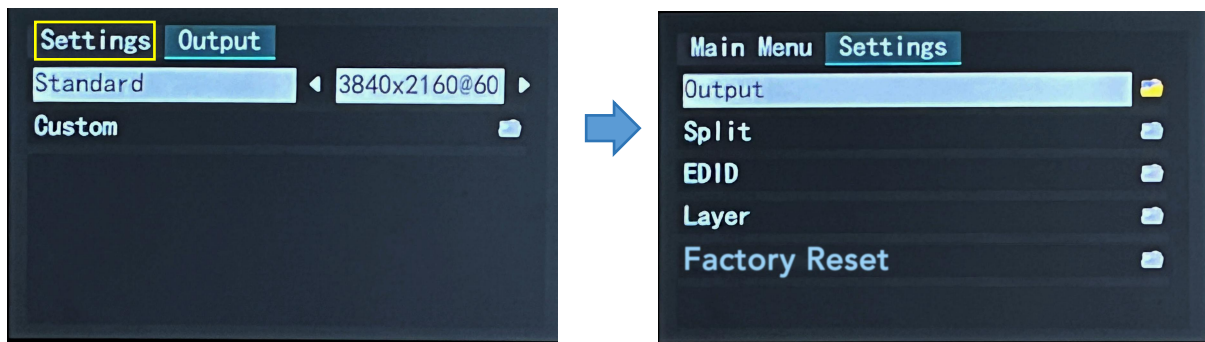 Settings Output
Standard 3840x2160@60
Custom
Main Menu Settings
Output
Split
EDID
Layer
Factory Reset